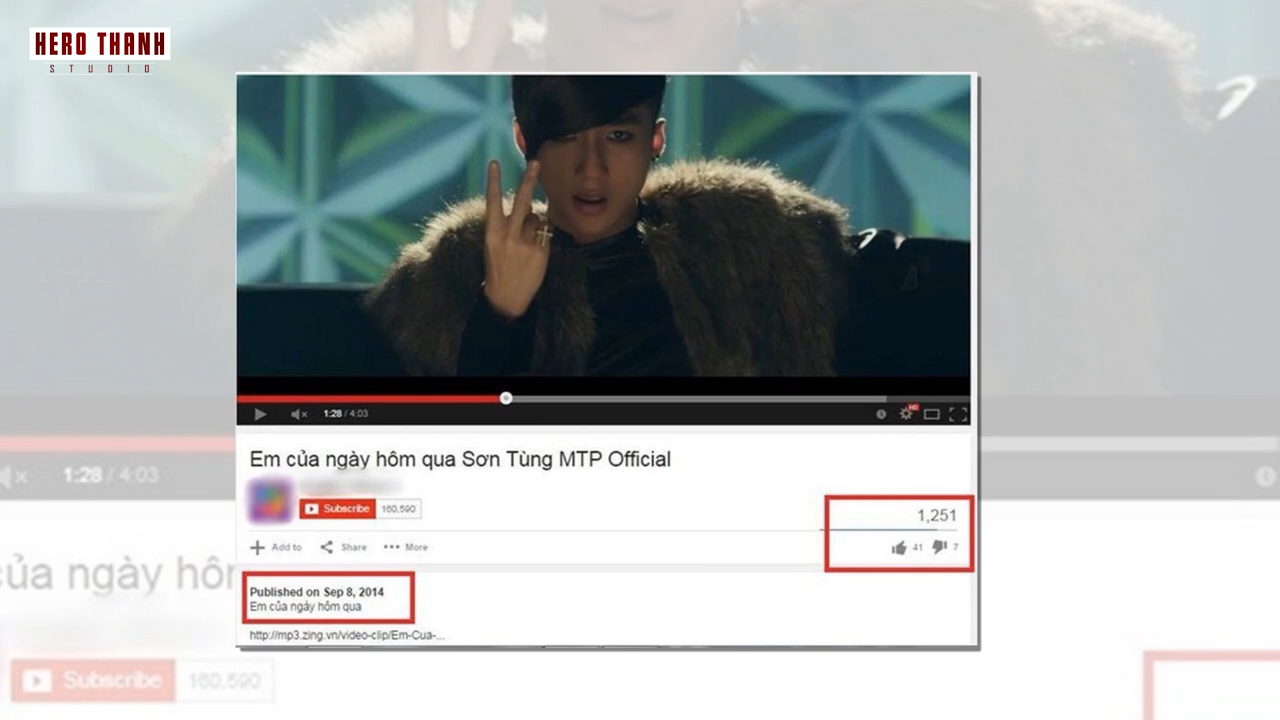 HERO THANH
STUDIO
HD
1:28 / 4:03
Em của ngày hôm qua Sơn Tùng MTP Official
Subscribe 160,590
1,251
Add to Share More
41 7
Published on Sep 8, 2014
Em của ngày hôm qua
http://mp3.zing.vn/video-clip/Em-Cua-...
1:28 / 4:03
của ngày hôm
Subscribe 160,590